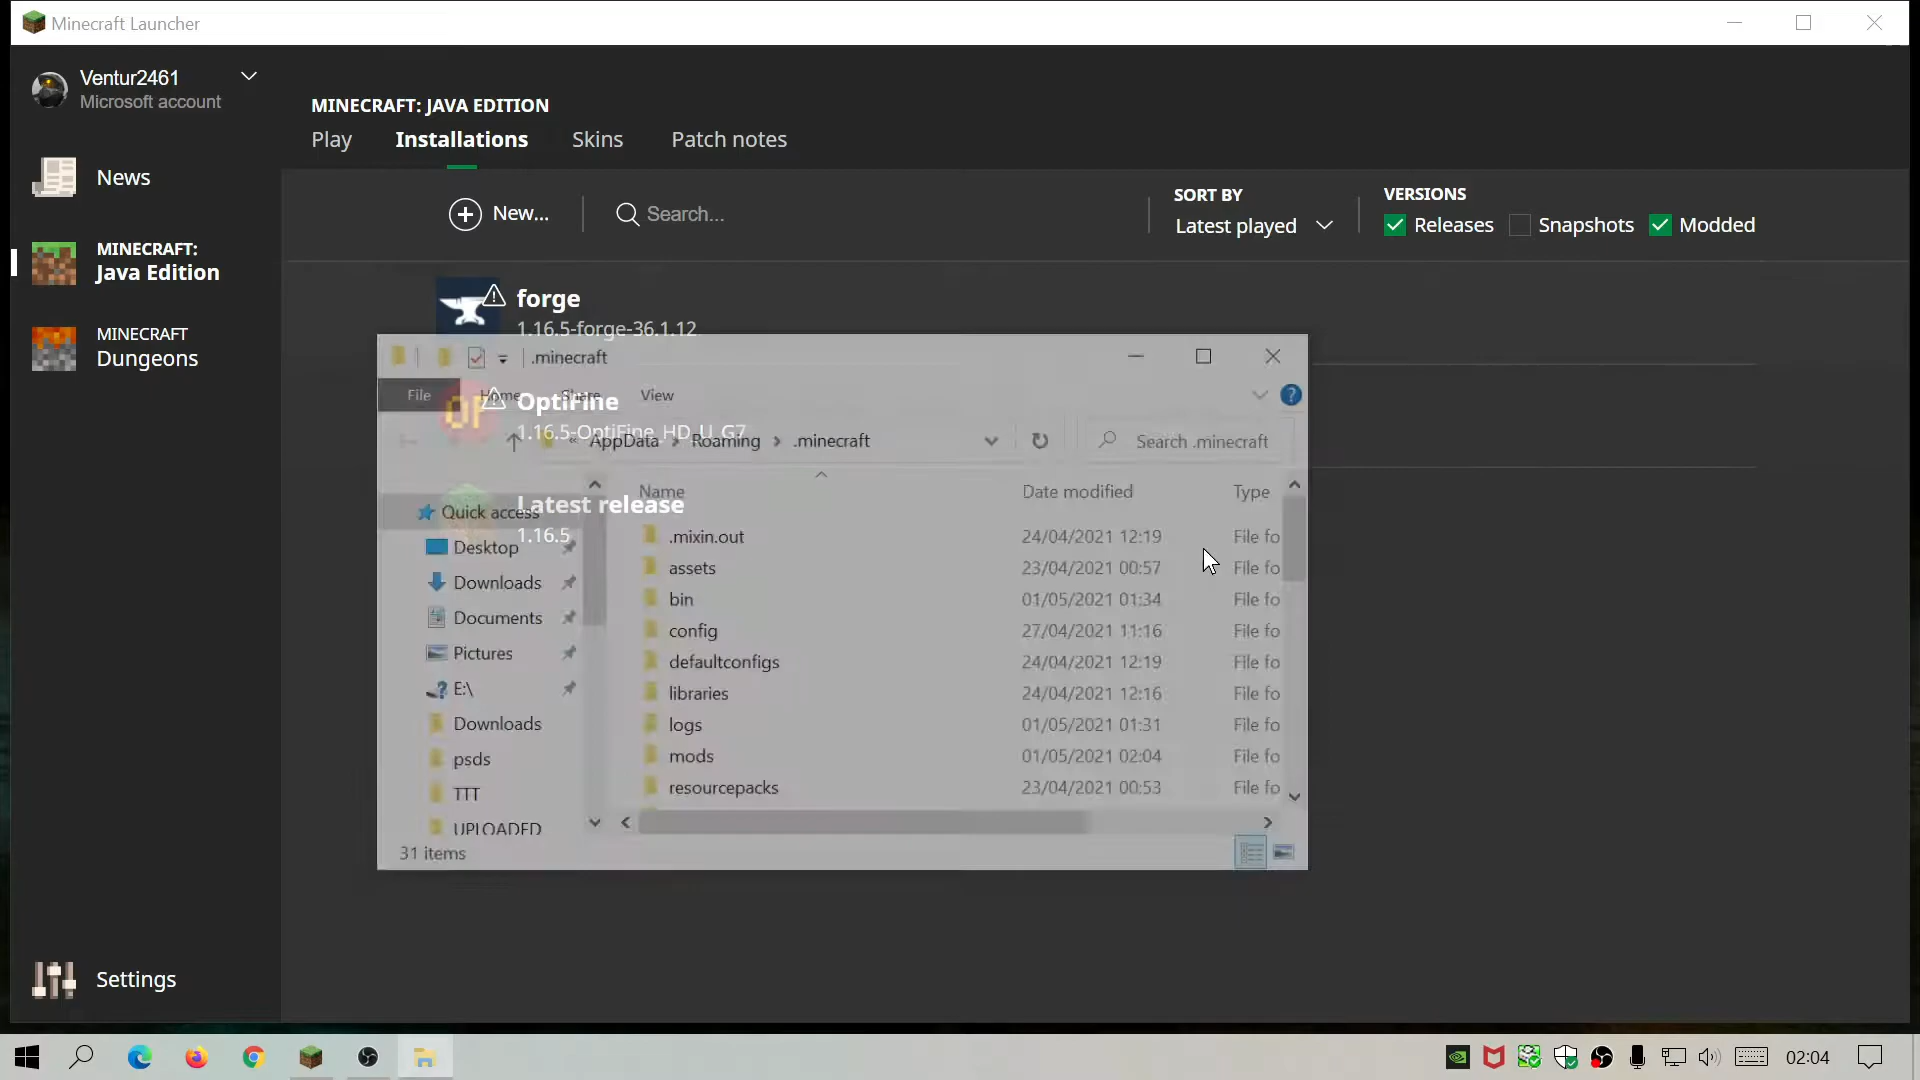 Minecraft Launcher
Ventur2461
Microsoft account
News
MINECRAFT:
Java Edition
MINECRAFT
Dungeons
Settings
MINECRAFT: JAVA EDITION
Play Installations Skins Patch notes
New... Search...
SORT BY
Latest played
VERSIONS
Releases Snapshots Modded
forge
1.16.5-forge-36.1.12
OptiFine
1.16.5-OptiFine_HD_U_G7
Latest release
1.16.5
.minecraft
File Home Share View
« AppData Roaming .minecraft Search .minecraft
Name Date modified Type
Quick access
Desktop
Downloads
Documents
Pictures
E:\
Downloads
psds
TTT
UPLOADED
.mixin.out 24/04/2021 12:19 File fo
assets 23/04/2021 00:57 File fo
bin 01/05/2021 01:34 File fo
config 27/04/2021 11:16 File fo
defaultconfigs 24/04/2021 12:19 File fo
libraries 24/04/2021 12:16 File fo
logs 01/05/2021 01:31 File fo
mods 01/05/2021 02:04 File fo
resourcepacks 23/04/2021 00:53 File fo
31 items
02:04